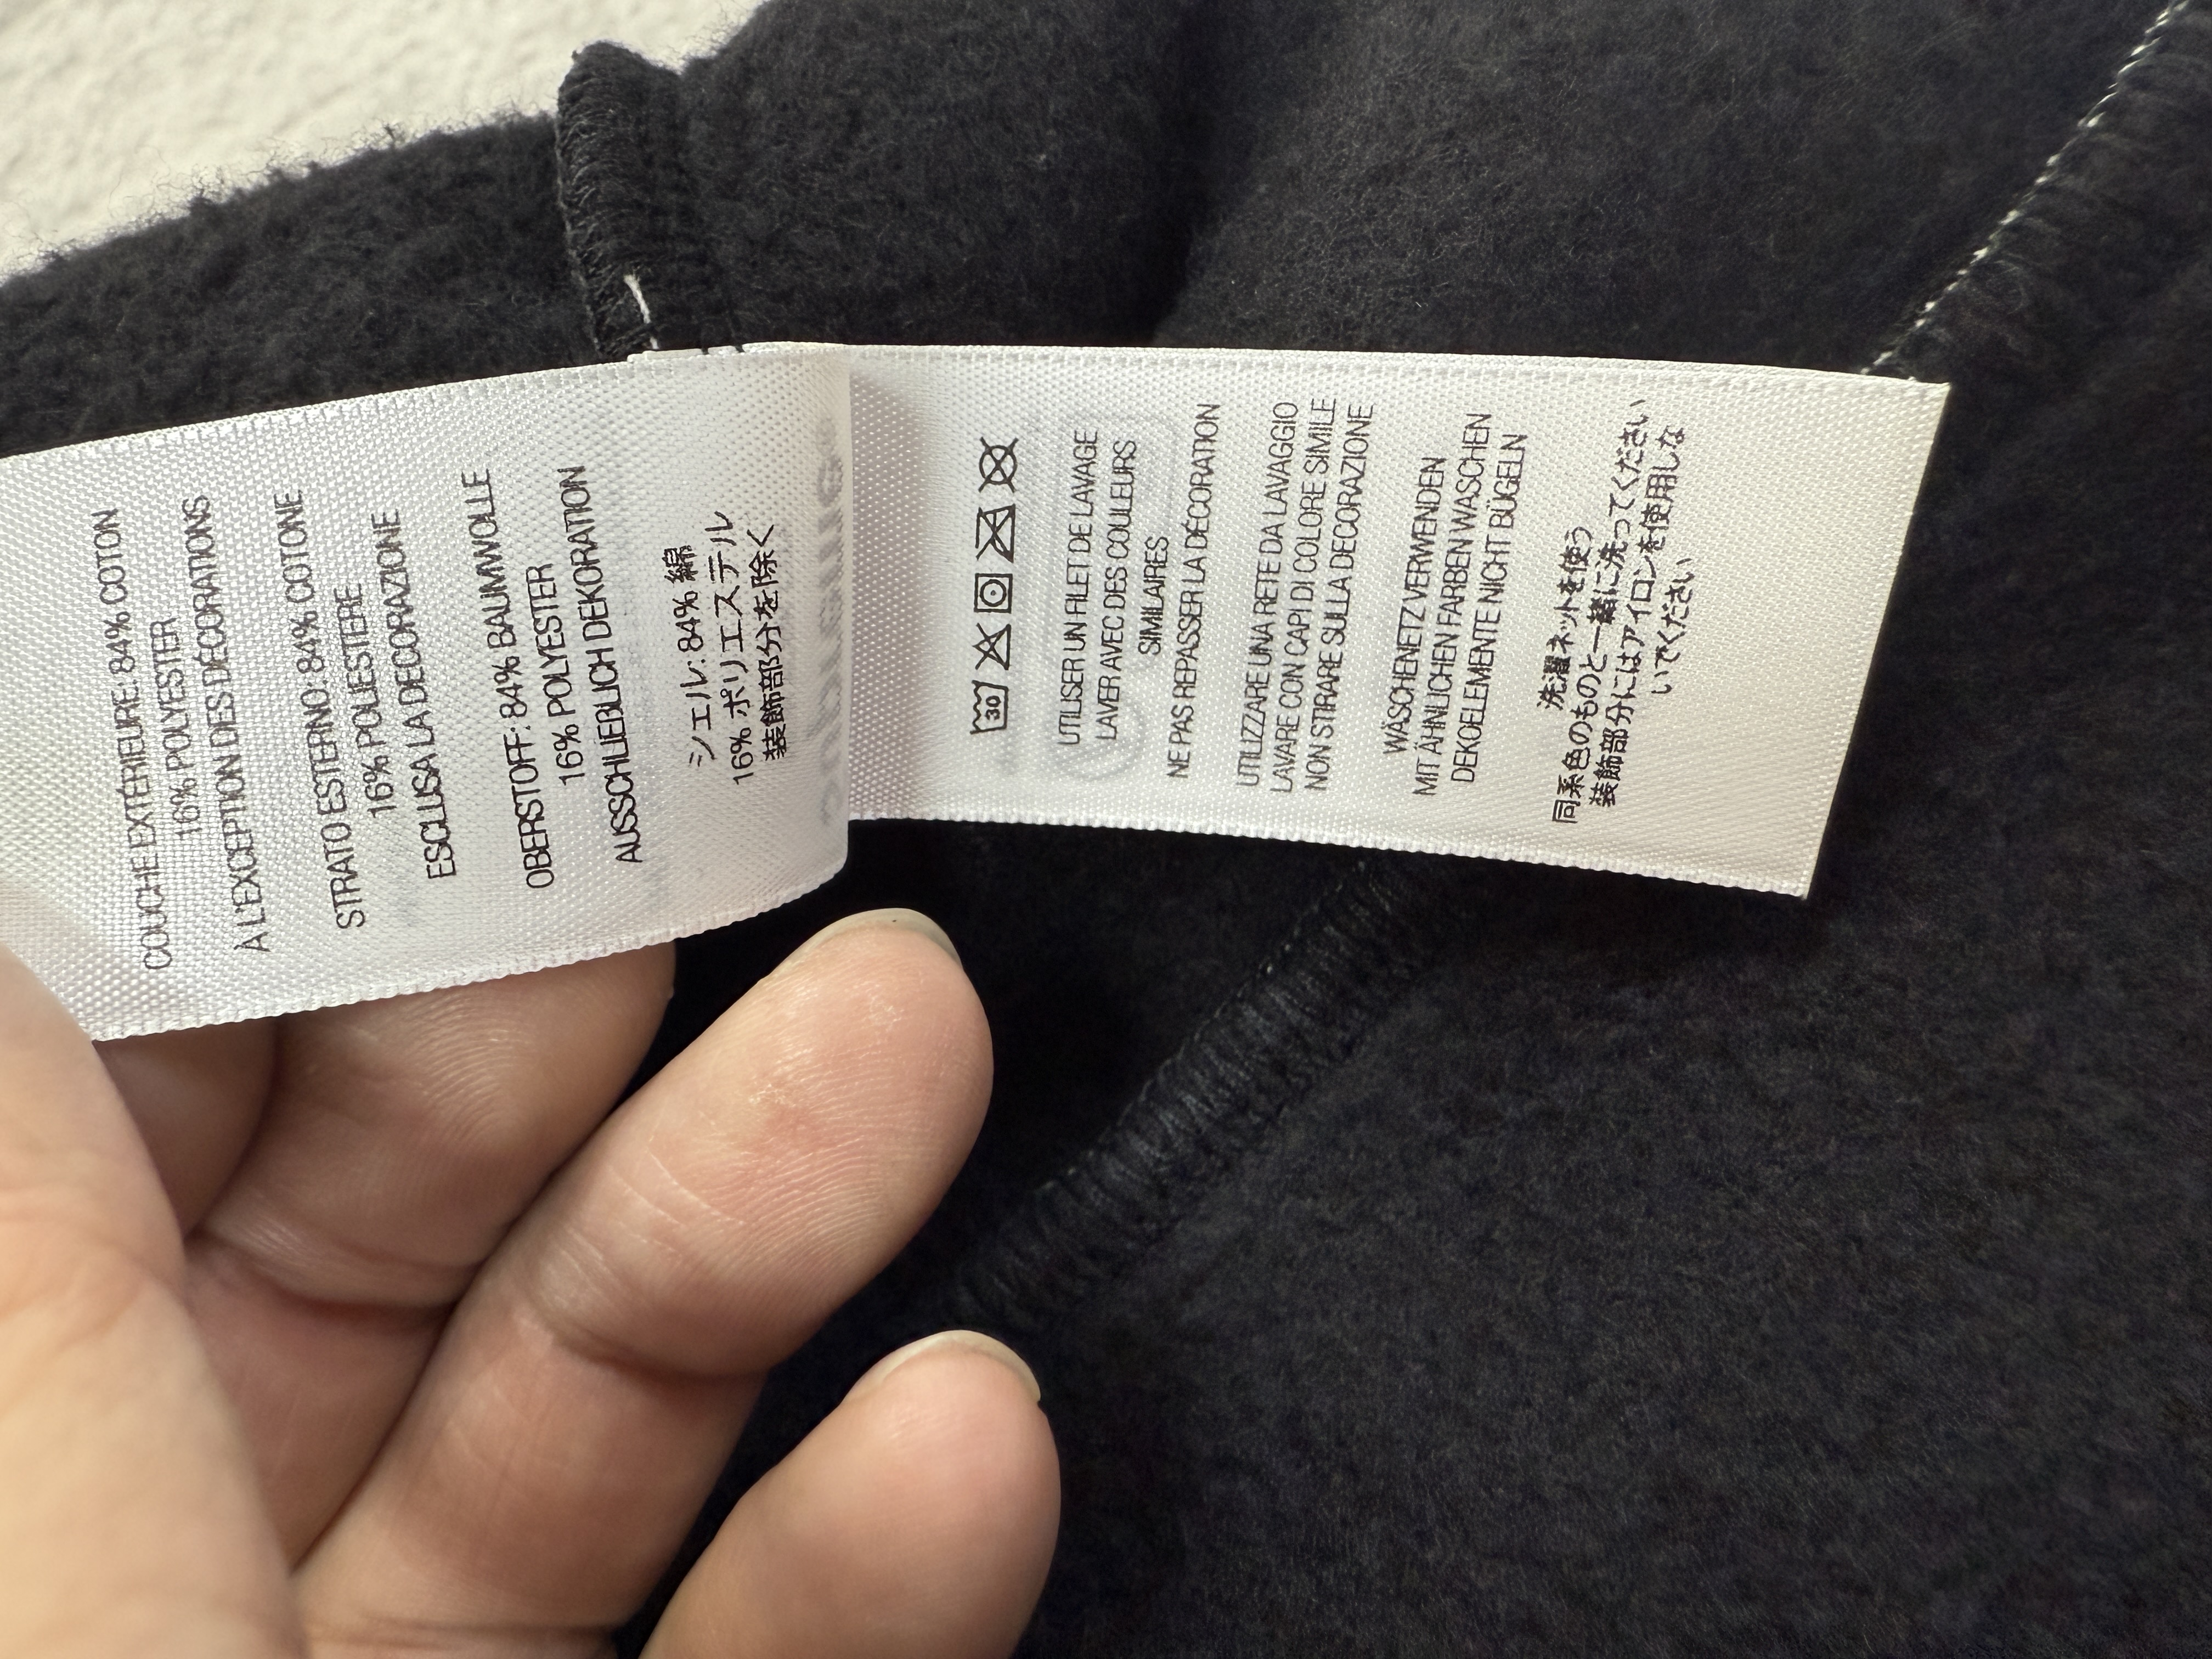 COUCHE EXTÉRIEURE: 84% COTON
16% POLYESTER
A L'EXCEPTION DES DÉCORATIONS
STRATO ESTERNO: 84% COTONE
16% POLIESTERE
ESCLUSA LA DECORAZIONE
OBERSTOFF: 84% BAUMWOLLE
16% POLYESTER
AUSSCHLIEBLICH DEKORATION
シェル: 84% 綿
16% ポリエステル
装飾部分を除く
30
UTILISER UN FILET DE LAVAGE
LAVER AVEC DES COULEURS
SIMILAIRES
NE PAS REPASSER LA DÉCORATION
UTILIZZARE UNA RETE DA LAVAGGIO
LAVARE CON CAPI DI COLORE SIMILE
NON STIRARE SULLA DECORAZIONE
WÄSCHENETZ VERWENDEN
MIT ÄHNLICHEN FARBEN WASCHEN
DEKOELEMENTE NICHT BÜGELN
洗濯ネットを使う
同系色のものと一緒に洗ってください
装飾部分にはアイロンを使用しな
いでください